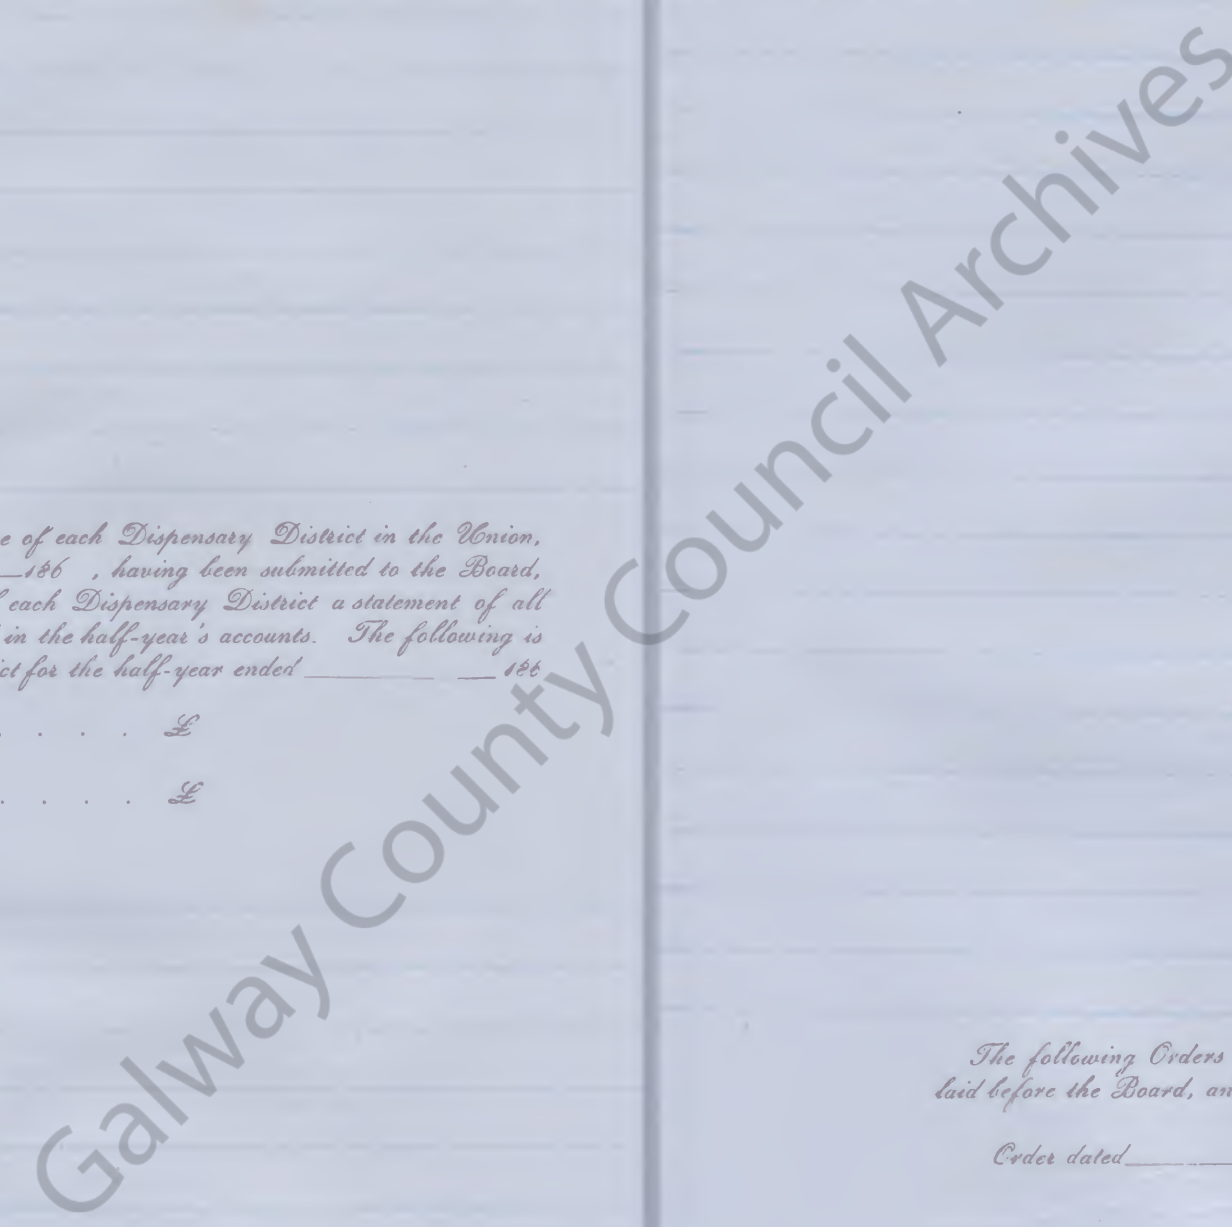 e of each Dispensary District in the Union,
186 , having been submitted to the Board,
f each Dispensary District a statement of all
in the half-year's accounts. The following is
ict for the half-year ended ___ 186
. . . . £
. . . . £
The following Orders
laid before the Board, an
Order dated
Galway County Council Archives